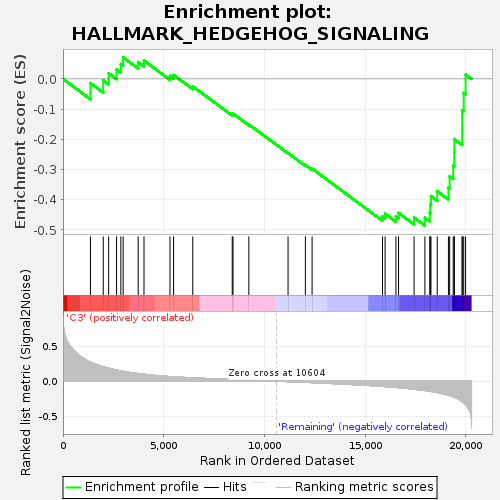 Enrichment plot:
HALLMARK_HEDGEHOG_SIGNALING
Enrichment score (ES)
0.0
-0.1
-0.2
-0.3
-0.4
-0.5
Ranked list metric (Signal2Noise)
'C3' (positively correlated)
0.5
0.0
-0.5
Zero cross at 10604
'Remaining' (negatively correlated)
0
5,000
10,000
15,000
20,000
Rank in Ordered Dataset
Enrichment profile
Hits
Ranking metric scores